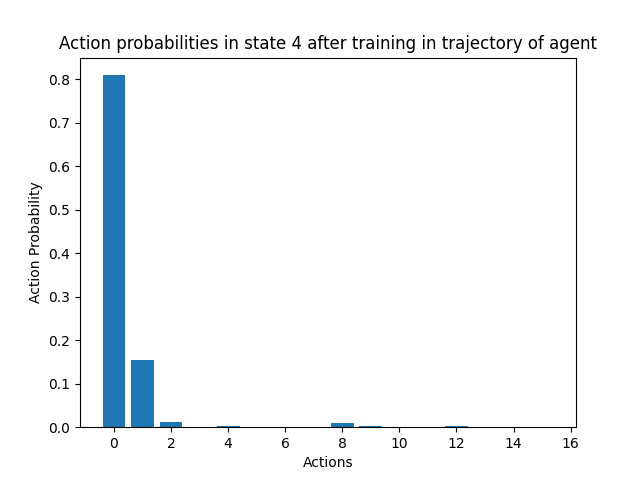 Action probabilities in state 4 after training in trajectory of agent
0.8
0.7
0.6
0.5
0.4
0.3
0.2
0.1
0.0
Action Probability
0 2 4 6 8 10 12 14 16
Actions